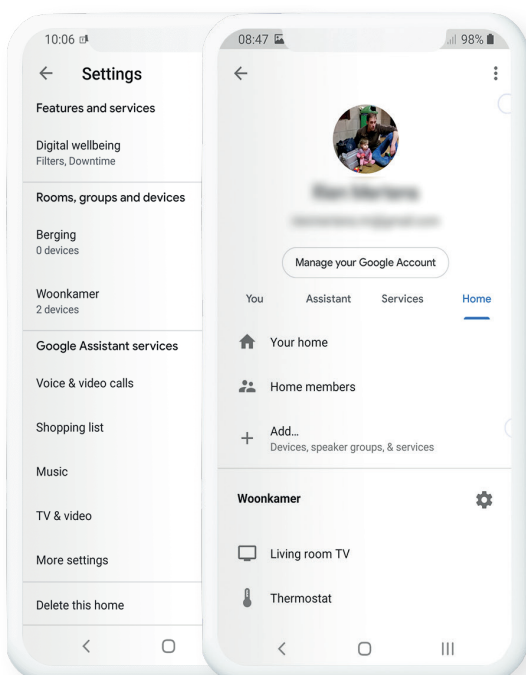 10:06
Settings
Features and services
Digital wellbeing
Filters, Downtime
Rooms, groups and devices
Berging
0 devices
Woonkamer
2 devices
Google Assistant services
Voice & video calls
Shopping list
Music
TV & video
More settings
Delete this home
08:47 98%
Manage your Google Account
You Assistant Services Home
Your home
Home members
Add...
Devices, speaker groups, & services
Woonkamer
Living room TV
Thermostat